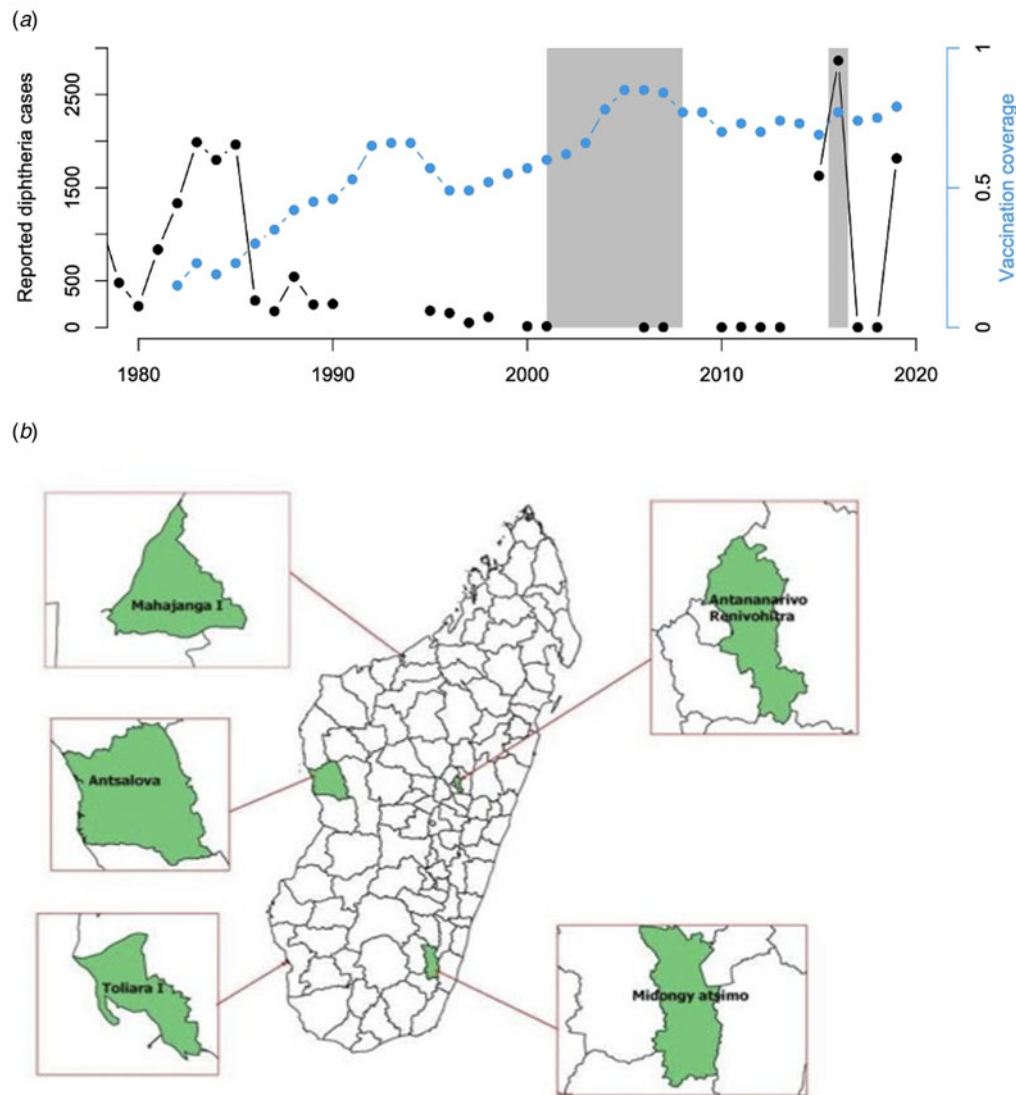 (a)
Reported diphtheria cases
2500
1500
500
0
1
0.5
0
Vaccination coverage
1980
1990
2000
2010
2020
(b)
Mahajanga I
Antananarivo
Renivohitra
Antsalova
Toliara I
Midongy atsimo